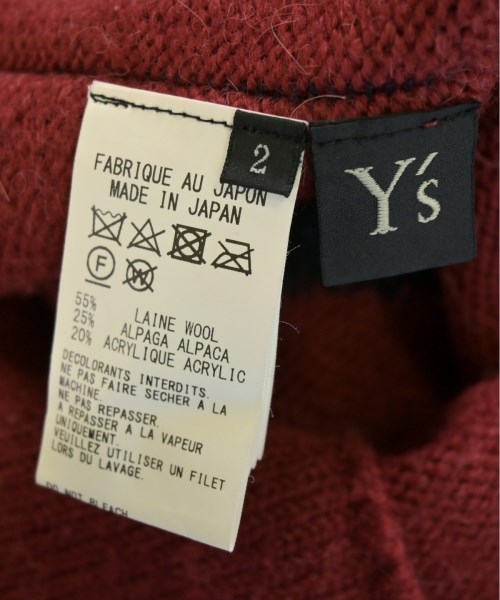 2
Y's
FABRIQUE AU JAPON
MADE IN JAPAN
F
W
55% LAINE WOOL
25% ALPAGA ALPACA
20% ACRYLIQUE ACRYLIC
DECOLORANTS INTERDITS.
NE PAS FAIRE SECHER A LA
MACHINE.
NE PAS REPASSER.
A REPASSER A LA VAPEUR
UNIQUEMENT.
VEUILLEZ UTILISER UN FILET
LORS DU LAVAGE.
DO NOT BLEACH